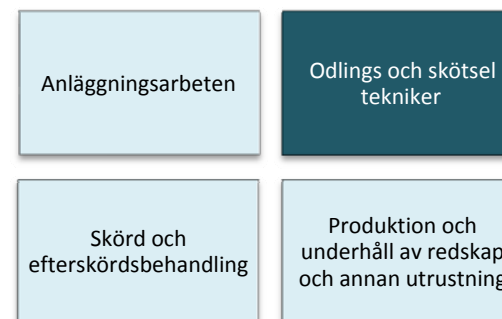 Anläggningsarbeten
Odlings och skötsel
tekniker
Skörd och
efterskördsbehandling
Produktion och
underhåll av redskap
och annan utrustning